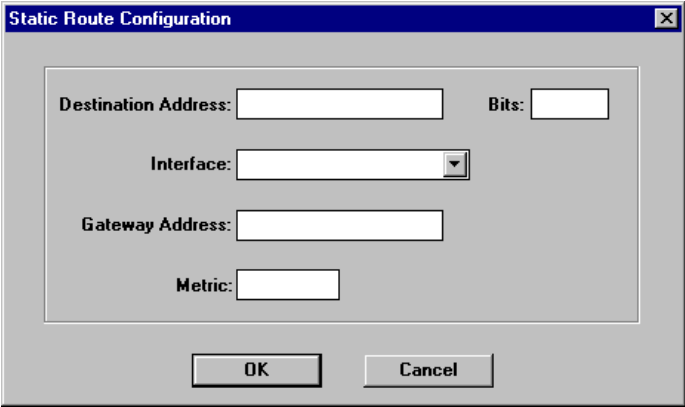 Static Route Configuration
Destination Address: Bits:
Interface:
Gateway Address:
Metric:
OK Cancel